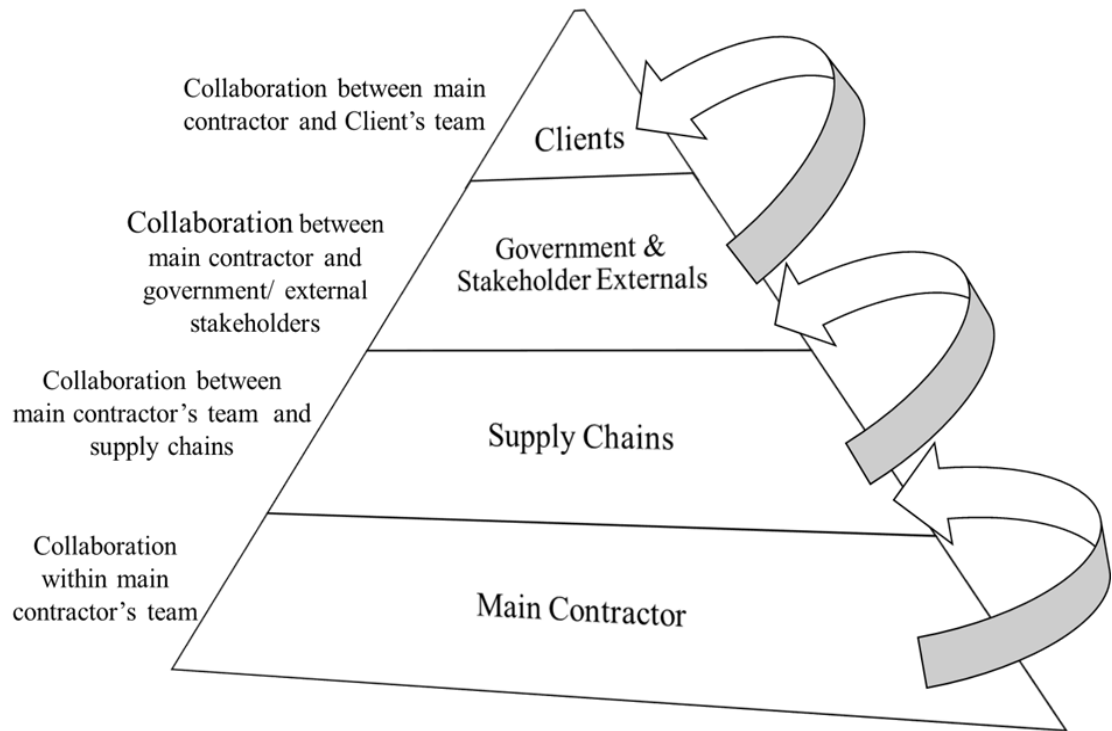 Collaboration between main
contractor and Client's team
Clients
Collaboration between
main contractor and
government/ external
stakeholders
Government &
Stakeholder Externals
Collaboration between
main contractor's team and
supply chains
Supply Chains
Collaboration
within main
contractor's team
Main Contractor